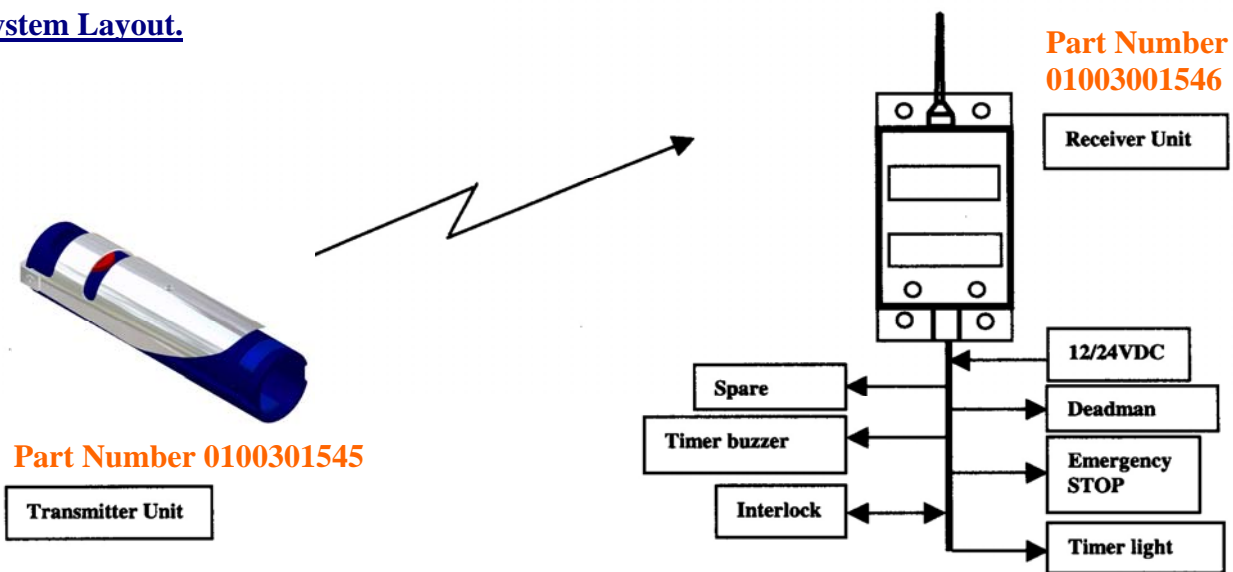 ystem Layout.
Part Number
01003001546
Receiver Unit
12/24VDC
Spare
Deadman
Timer buzzer
Emergency
STOP
Interlock
Timer light
Part Number 0100301545
Transmitter Unit